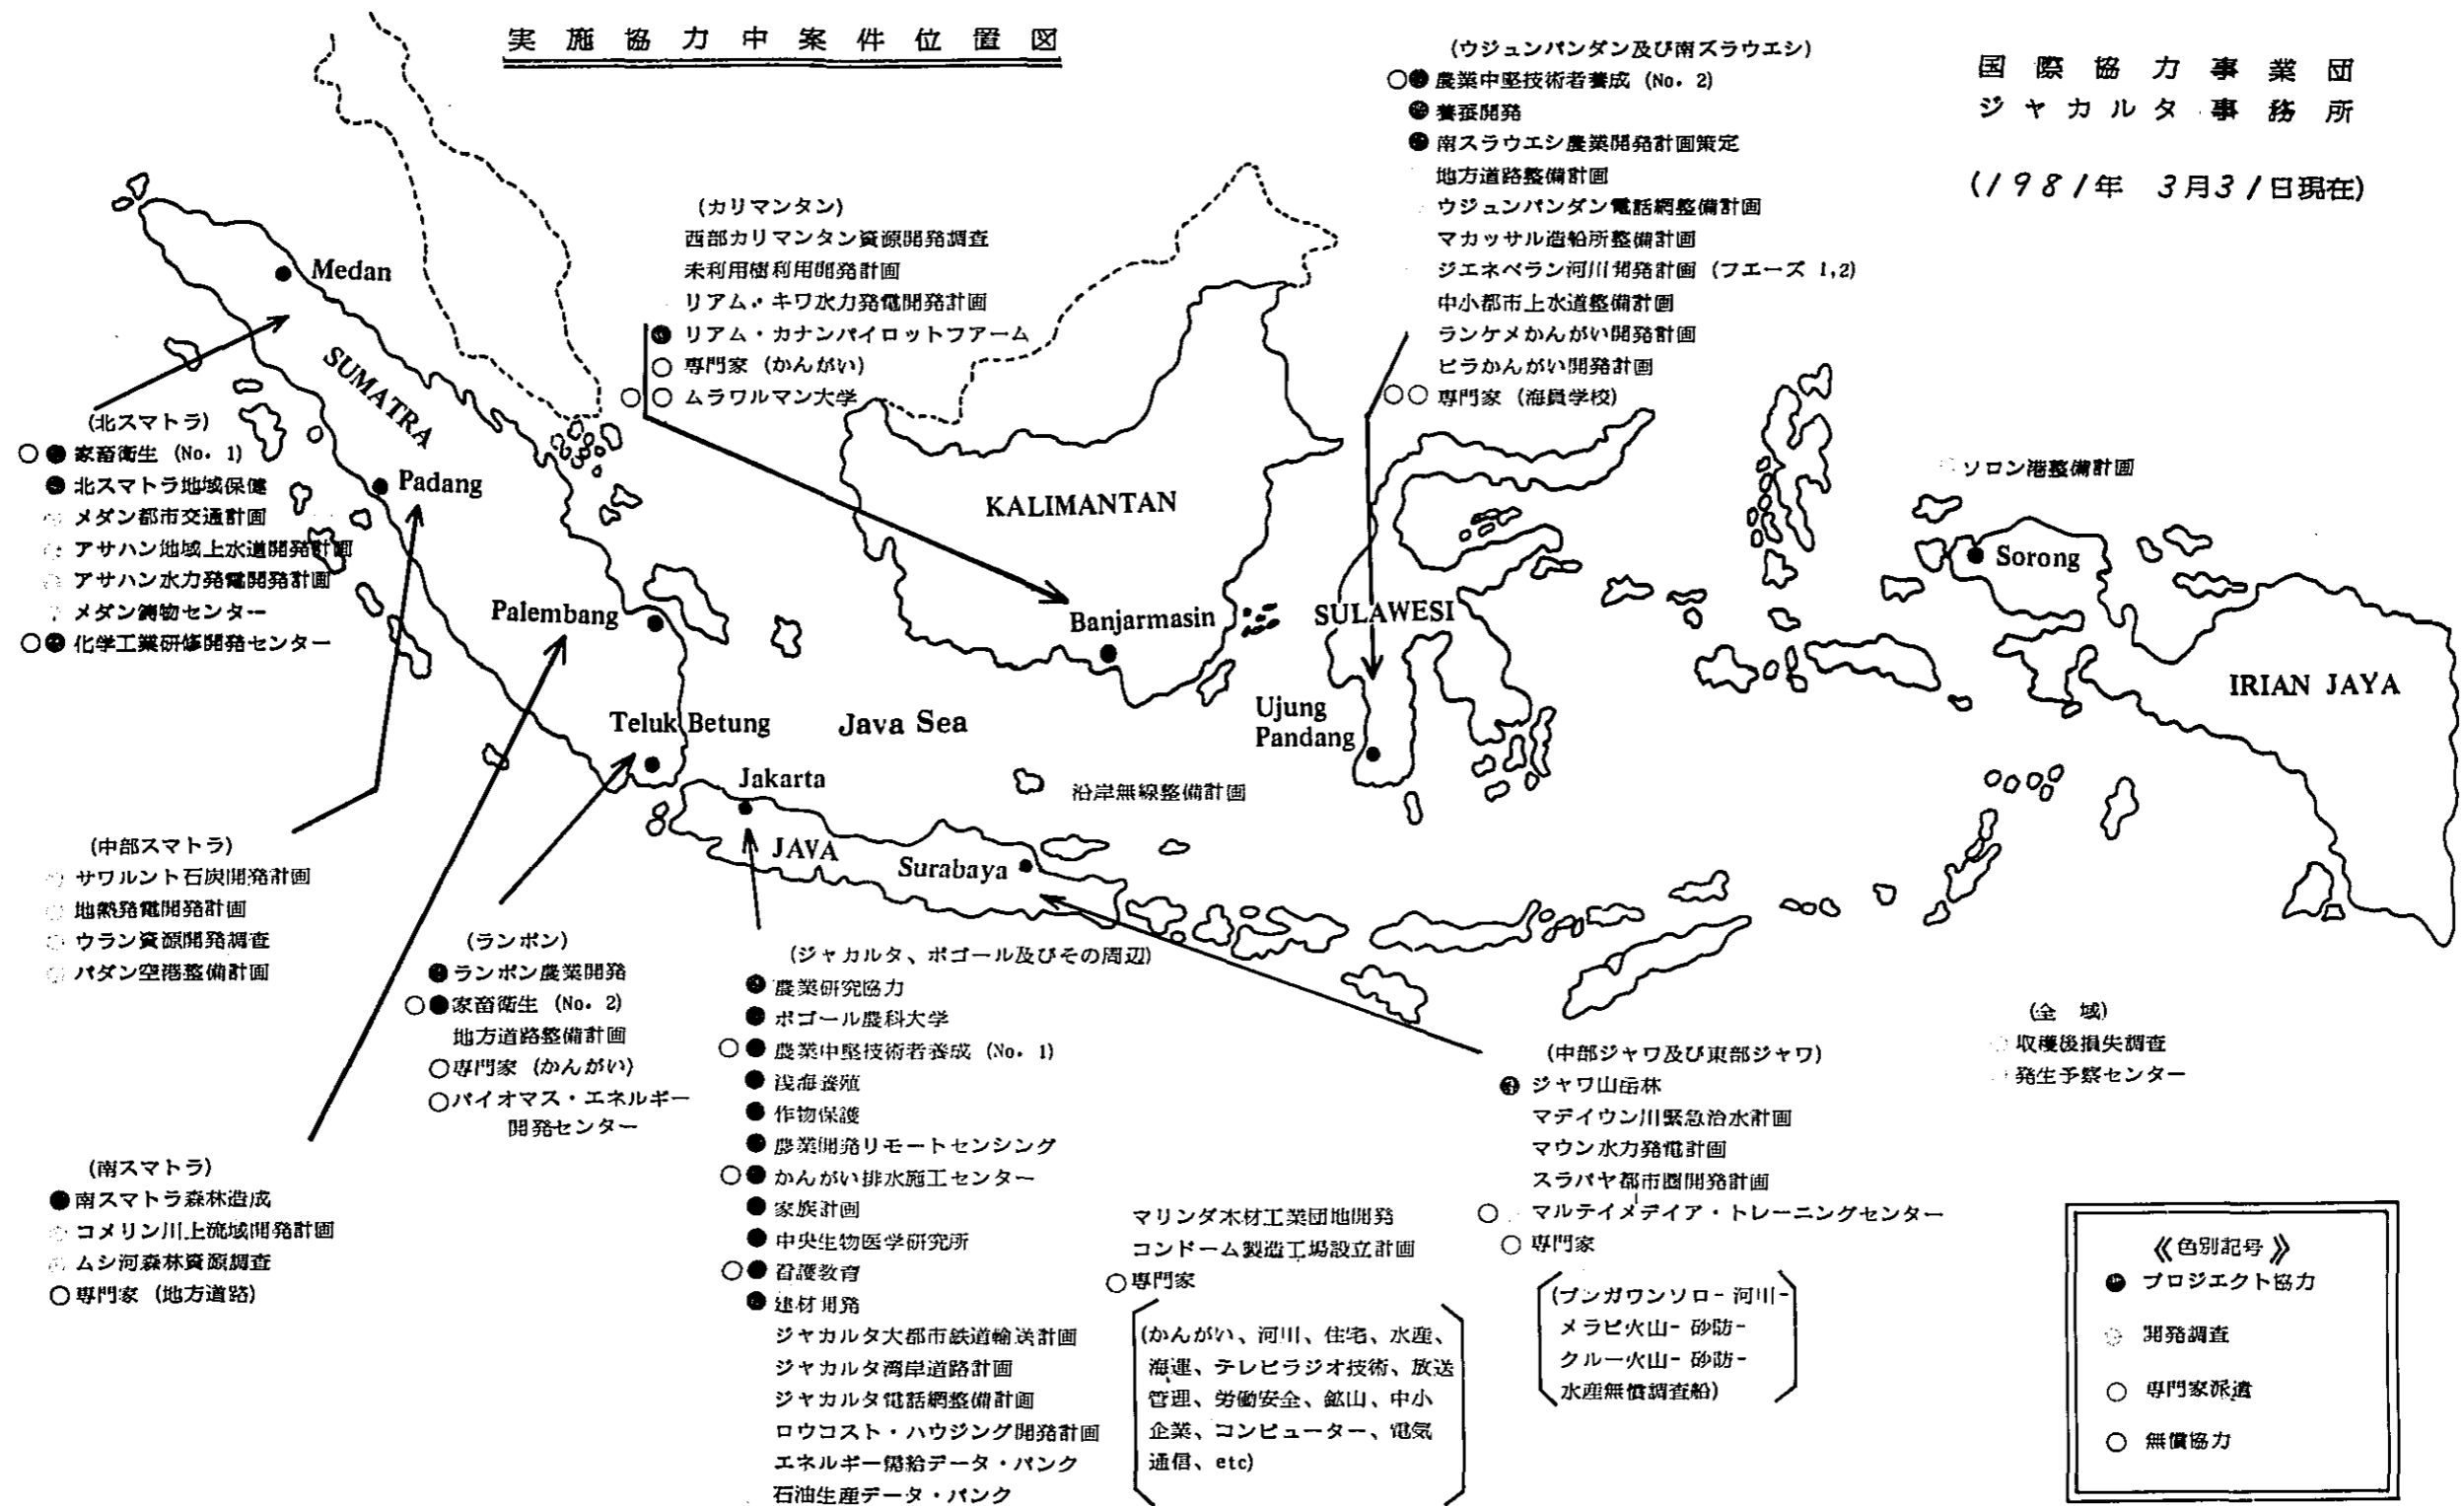 実施協力中案件位置図
国際協力事業団
ジャカルタ事務所
(1981年 3月31日現在)
(ウジュンパンダン及び南ズラウエシ)
○●農業中堅技術者養成 (No. 2)
●養蚕開発
●南スラウエシ農業開発計画策定
地方道路整備計画
ウジュンパンダン電話網整備計画
マカッサル造船所整備計画
ジエネベラン河川開発計画 (フエーズ 1,2)
中小都市上水道整備計画
ランケメかんがい開発計画
ビラかんがい開発計画
○○専門家 (海員学校)
(カリマンタン)
西部カリマンタン資源開発調査
未利用樹利用開発計画
リアム・キワ水力発電開発計画
●リアム・カナンパイロットフアーム
○専門家 (かんがい)
○○ムラワルマン大学
Medan
SUMATRA
Padang
Palembang
Teluk Betung
Java Sea
Jakarta
JAVA
Surabaya
KALIMANTAN
Banjarmasin
SULAWESI
Ujung
Pandang
Sorong
IRIAN JAYA
ソロン港整備計画
沿岸無線整備計画
(北スマトラ)
○●家畜衛生 (No. 1)
●北スマトラ地域保健
メダン都市交通計画
アサハン地域上水道開発計画
アサハン水力発電開発計画
メダン鋳物センター
○●化学工業研修開発センター
(中部スマトラ)
サワルント石炭開発計画
地熱発電開発計画
ウラン資源開発調査
パダン空港整備計画
(南スマトラ)
●南スマトラ森林造成
コメリン川上流域開発計画
ムシ河森林資源調査
○専門家 (地方道路)
(ランポン)
●ランポン農業開発
○●家畜衛生 (No. 2)
地方道路整備計画
○専門家 (かんがい)
○バイオマス・エネルギー
開発センター
(ジャカルタ、ボゴール及びその周辺)
●農業研究協力
●ボゴール農科大学
○●農業中堅技術者養成 (No. 1)
●浅海養殖
●作物保護
●農業開発リモートセンシング
○●かんがい排水施工センター
●家族計画
●中央生物医学研究所
○●看護教育
●建材開発
ジャカルタ大都市鉄道輸送計画
ジャカルタ湾岸道路計画
ジャカルタ電話網整備計画
ロウコスト・ハウジング開発計画
エネルギー需給データ・バンク
石油生産データ・バンク
マリンダ木材工業団地開発
コンドーム製造工場設立計画
○専門家
(かんがい、河川、住宅、水産、
海運、テレビラジオ技術、放送
管理、労働安全、鉱山、中小
企業、コンピューター、電気
通信、etc)
(中部ジャワ及び東部ジャワ)
●ジャワ山岳林
マデイウン川緊急治水計画
マウン水力発電計画
スラバヤ都市圏開発計画
○マルテイメデイア・トレーニングセンター
○専門家
(ブンガワンソロ-河川-
メラピ火山-砂防-
クルー火山-砂防-
水産無償調査船)
(全 域)
収穫後損失調査
発生予察センター
《色別記号》
●プロジエクト協力
開発調査
○専門家派遣
○無償協力